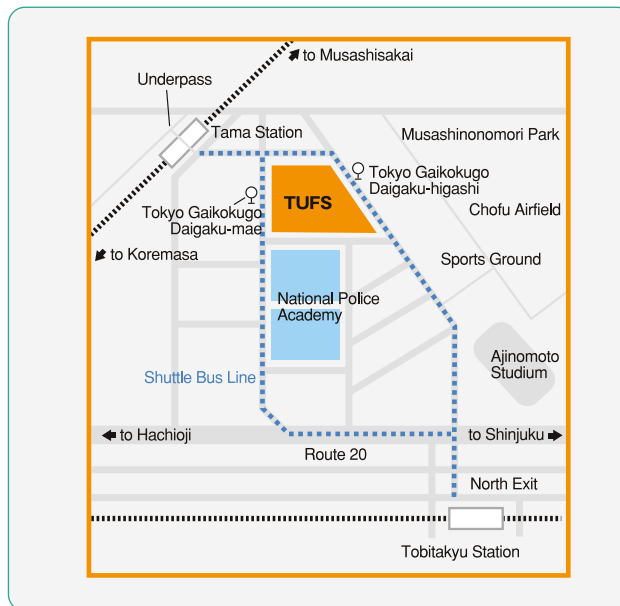 to Musashisakai
Underpass
Tama Station
Musashinonomori Park
Tokyo Gaikokugo
Daigaku-higashi
TUFS
Tokyo Gaikokugo
Daigaku-mae
Chofu Airfield
to Koremasa
Sports Ground
National Police
Academy
Ajinomoto
Studium
Shuttle Bus Line
to Hachioji
to Shinjuku
Route 20
North Exit
Tobitakyu Station